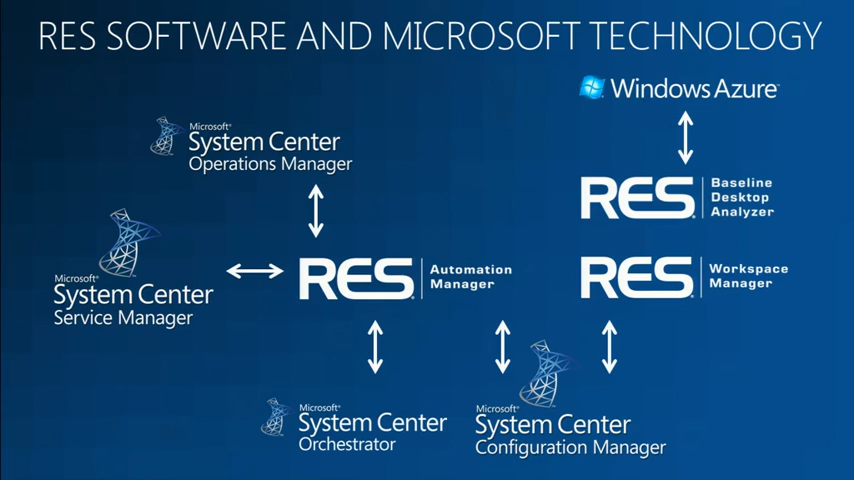 RES SOFTWARE AND MICROSOFT TECHNOLOGY
Windows Azure™
Microsoft®
System Center
Operations Manager
RES® Baseline
Desktop
Analyzer
Microsoft®
System Center
Service Manager
RES® Automation
Manager
RES® Workspace
Manager
Microsoft®
System Center
Orchestrator
Microsoft®
System Center
Configuration Manager